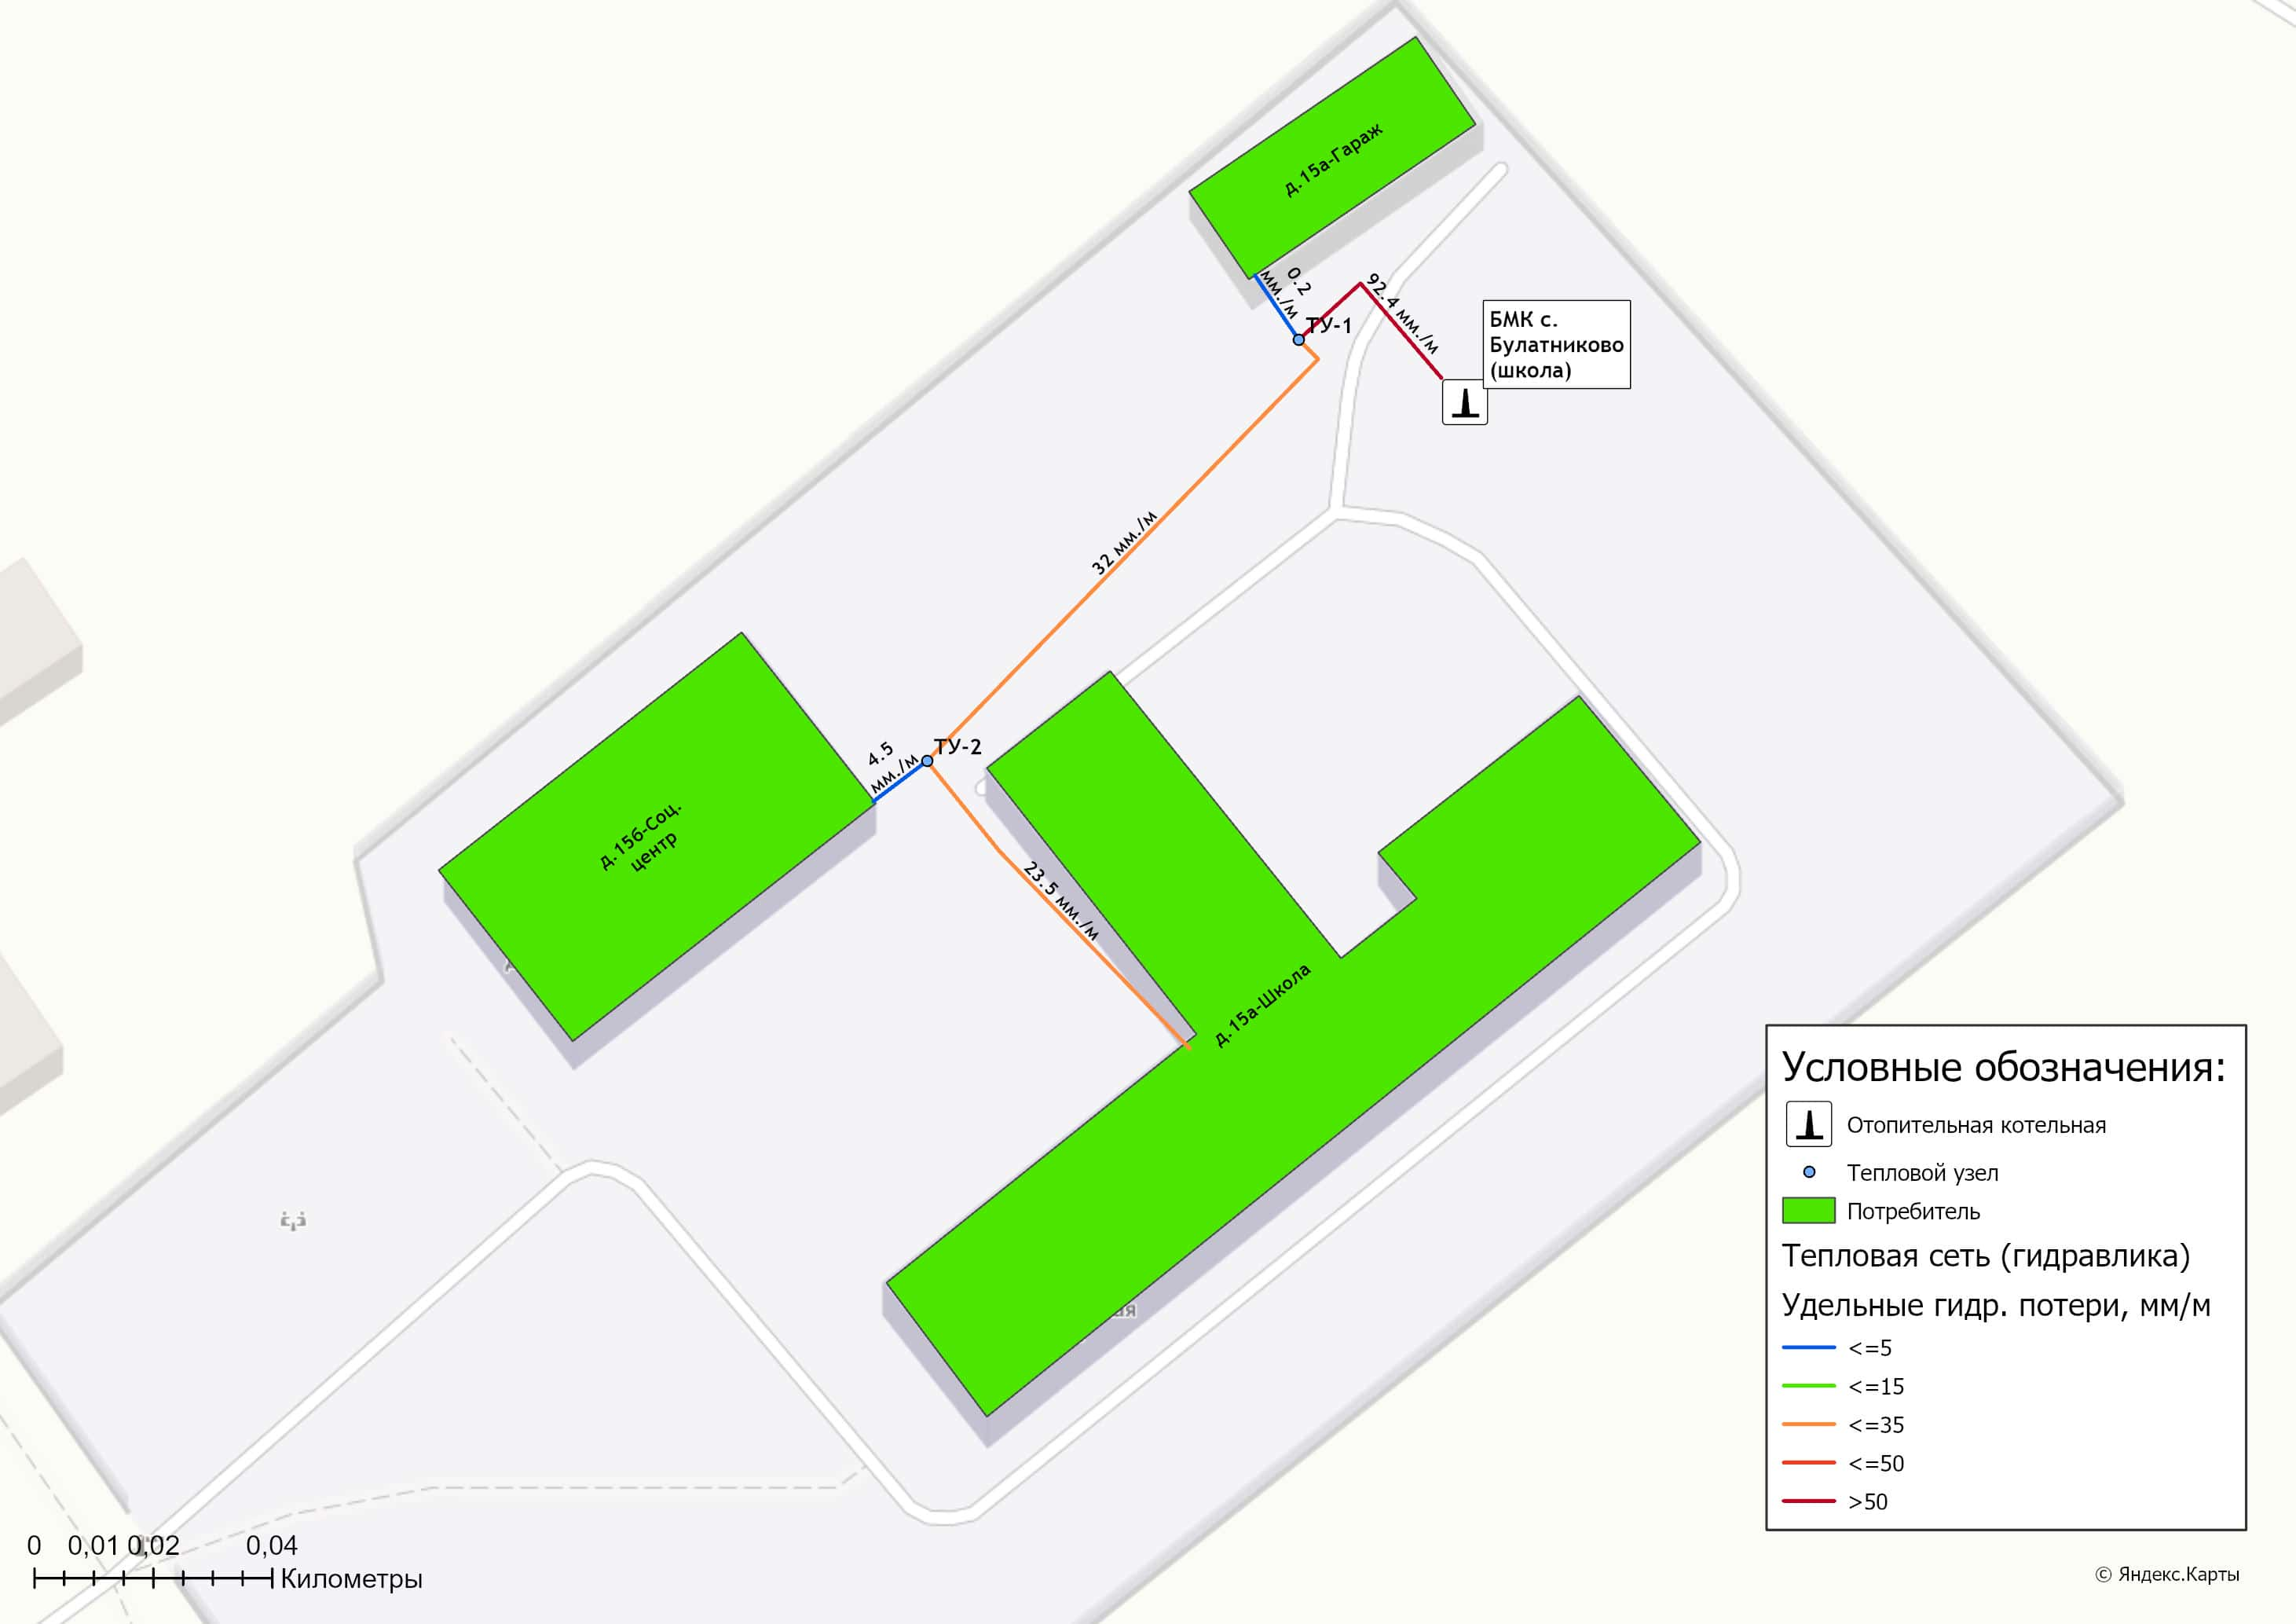 д.15а-Гараж
0.2
мм./м
ТУ-1
92.4 мм./м
БМК с.
Булатниково
(школа)
32 мм./м
4.5
мм./м
ТУ-2
д.15б-Соц.
центр
23.5 мм./м
д.15а-Школа
ая
Условные обозначения:
Отопительная котельная
Тепловой узел
Потребитель
Тепловая сеть (гидравлика)
Удельные гидр. потери, мм/м
<=5
<=15
<=35
<=50
>50
0 0,01 0,02 0,04
Километры
© Яндекс.Карты